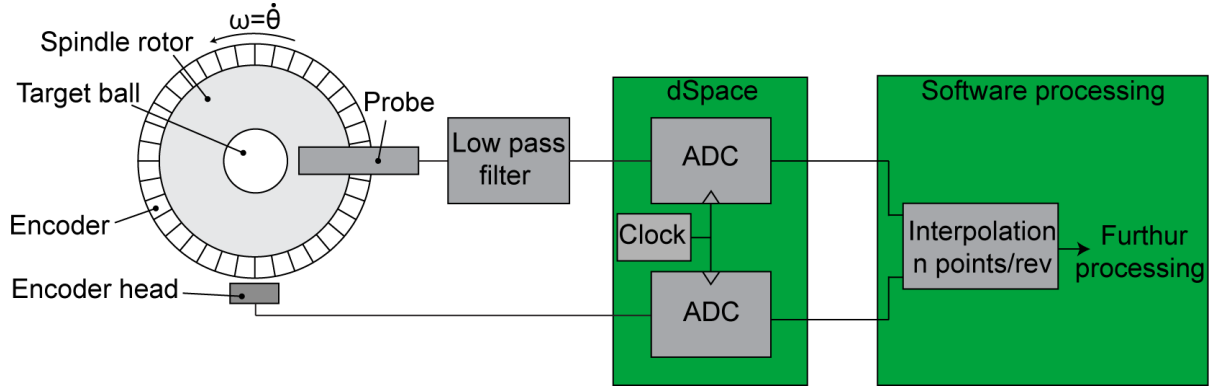 ω=θ̇
Spindle rotor
Target ball
Probe
Encoder
Encoder head
Low pass
filter
dSpace
ADC
Clock
ADC
Software processing
Interpolation
n points/rev
Furthur
processing